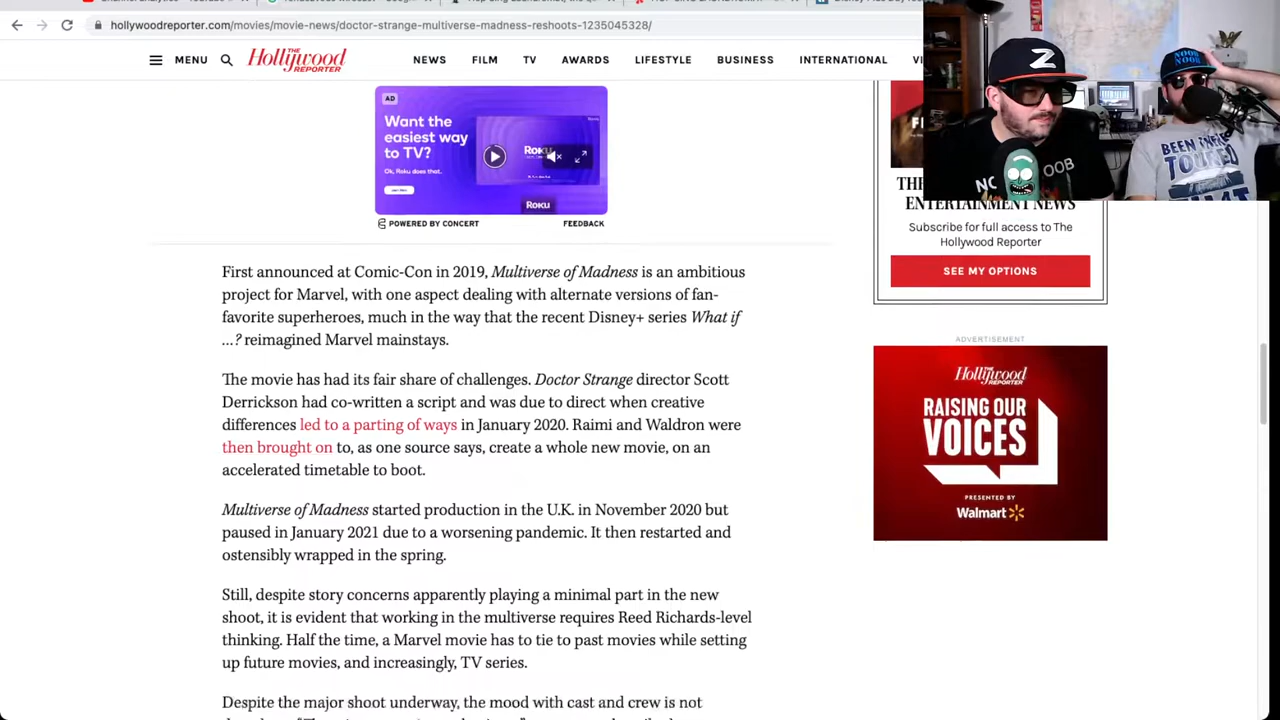 hollywoodreporter.com/movies/movie-news/doctor-strange-multiverse-madness-reshoots-1235045328/
MENU
THE
Hollywood
REPORTER
NEWS
FILM
TV
AWARDS
LIFESTYLE
BUSINESS
INTERNATIONAL
AD
Want the
easiest way
to TV?
Ok, Roku does that.
Roku
POWERED BY CONCERT
FEEDBACK
First announced at Comic-Con in 2019, Multiverse of Madness is an ambitious
project for Marvel, with one aspect dealing with alternate versions of fan-
favorite superheroes, much in the way that the recent Disney+ series What if
...? reimagined Marvel mainstays.
The movie has had its fair share of challenges. Doctor Strange director Scott
Derrickson had co-written a script and was due to direct when creative
differences led to a parting of ways in January 2020. Raimi and Waldron were
then brought on to, as one source says, create a whole new movie, on an
accelerated timetable to boot.
Multiverse of Madness started production in the U.K. in November 2020 but
paused in January 2021 due to a worsening pandemic. It then restarted and
ostensibly wrapped in the spring.
Still, despite story concerns apparently playing a minimal part in the new
shoot, it is evident that working in the multiverse requires Reed Richards-level
thinking. Half the time, a Marvel movie has to tie to past movies while setting
up future movies, and increasingly, TV series.
Despite the major shoot underway, the mood with cast and crew is not
Z
NOOB
NOOB
BEEN THERE
TOURED
THAT
ENTERTAINMENT NEWS
Subscribe for full access to The
Hollywood Reporter
SEE MY OPTIONS
ADVERTISEMENT
Hollywood
REPORTER
RAISING OUR
VOICES
PRESENTED BY
Walmart